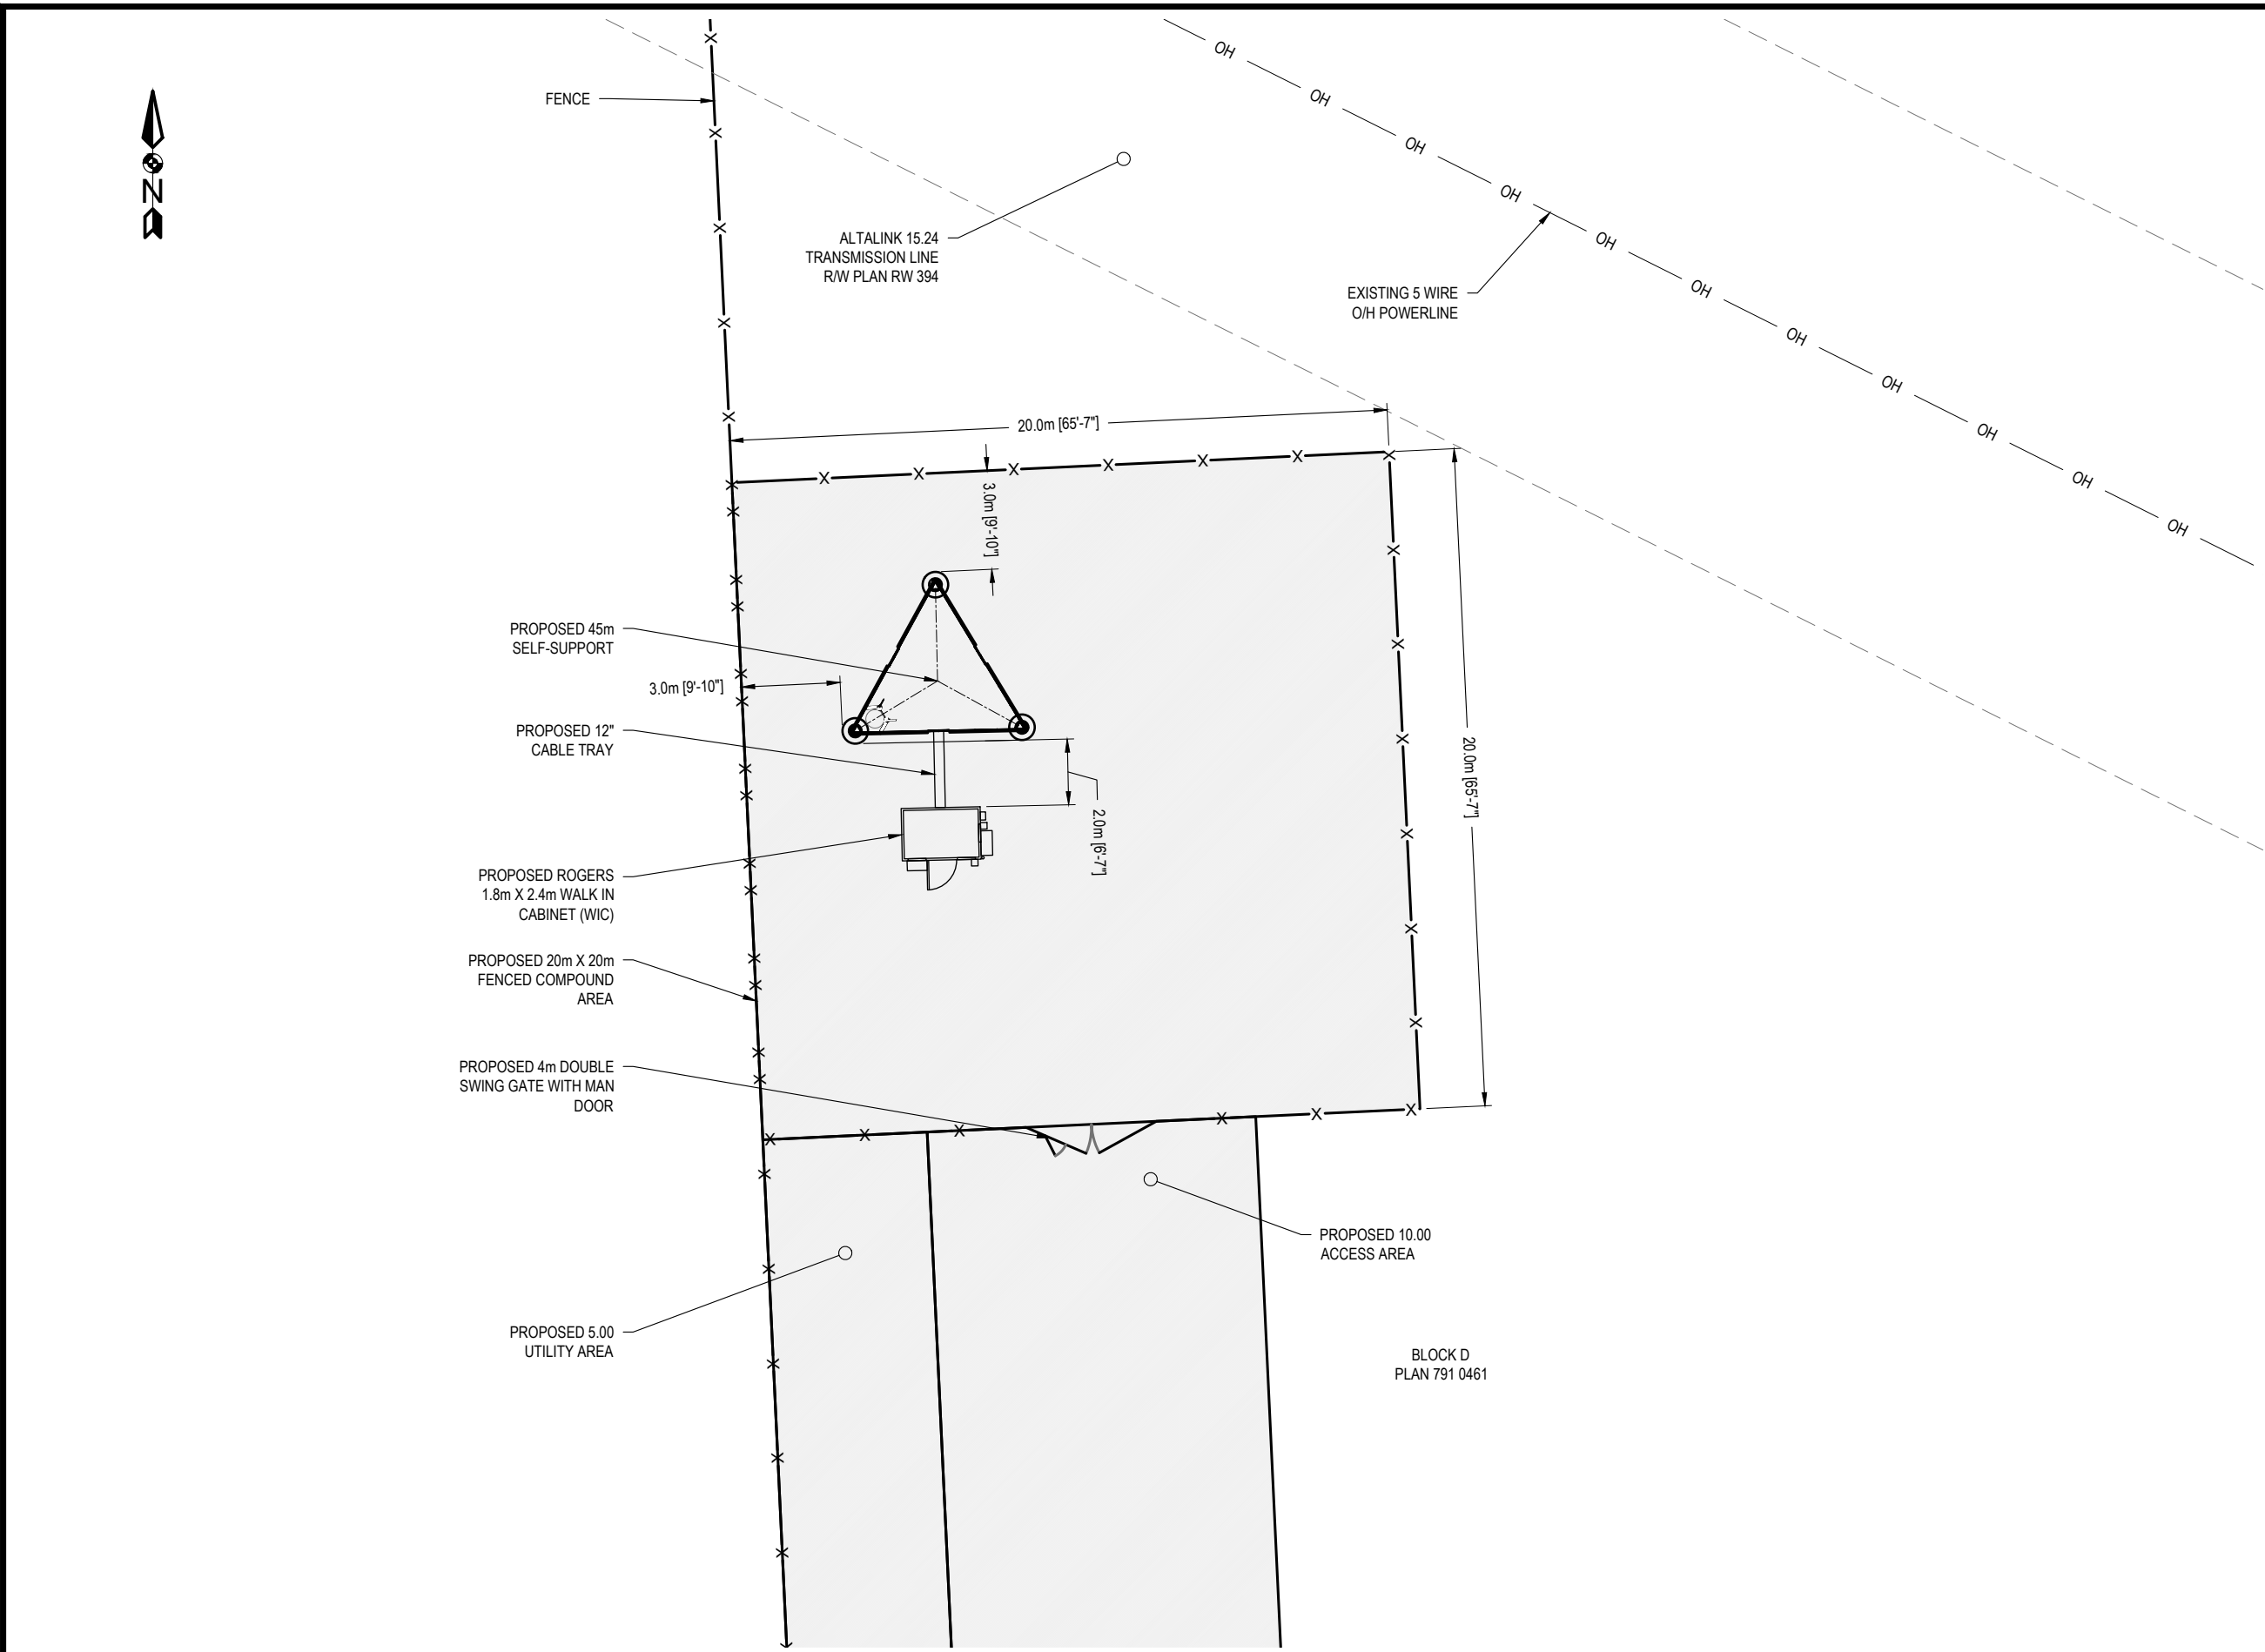 N
FENCE
ALTALINK 15.24
TRANSMISSION LINE
R/W PLAN RW 394
EXISTING 5 WIRE
O/H POWERLINE
OH
OH
OH
OH
OH
OH
OH
OH
OH
OH
OH
20.0m [65'-7"]
3.0m [9'-10"]
PROPOSED 45m
SELF-SUPPORT
3.0m [9'-10"]
PROPOSED 12"
CABLE TRAY
20.0m [65'-7"]
2.0m [6'-7"]
PROPOSED ROGERS
1.8m X 2.4m WALK IN
CABINET (WIC)
PROPOSED 20m X 20m
FENCED COMPOUND
AREA
PROPOSED 4m DOUBLE
SWING GATE WITH MAN
DOOR
PROPOSED 10.00
ACCESS AREA
PROPOSED 5.00
UTILITY AREA
BLOCK D
PLAN 791 0461